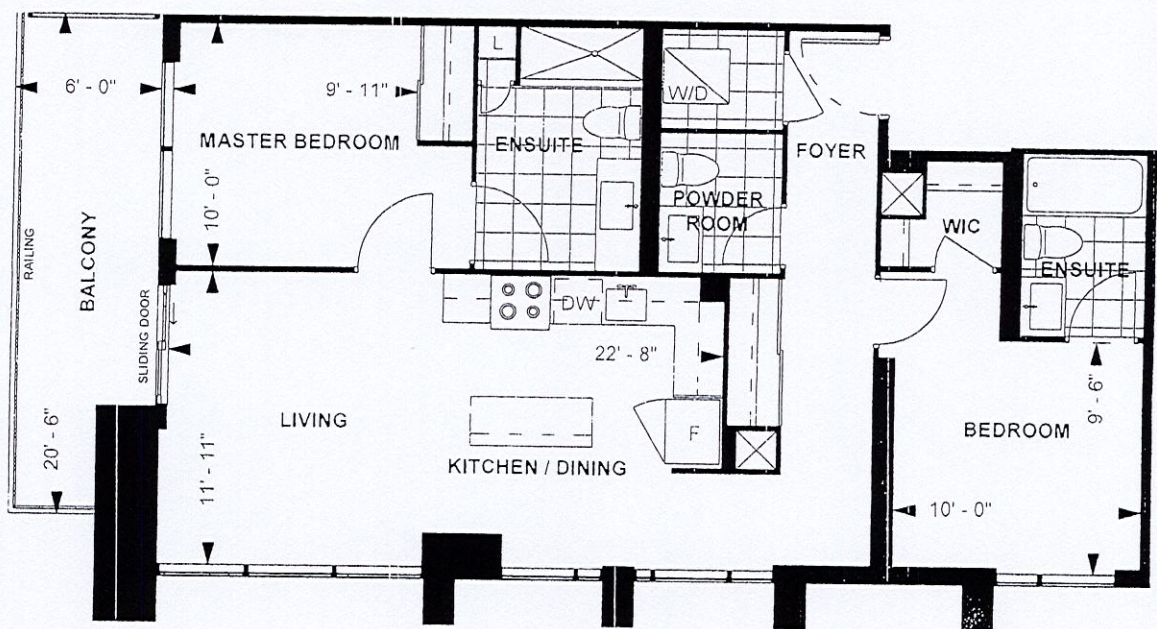 6' - 0"
9' - 11"
L
W/D
MASTER BEDROOM
ENSUITE
FOYER
POWDER
ROOM
WIC
ENSUITE
10' - 0"
RAILING
BALCONY
SLIDING DOOR
DW
22' - 8"
9' - 6"
LIVING
F
BEDROOM
20' - 6"
11' - 11"
KITCHEN / DINING
10' - 0"